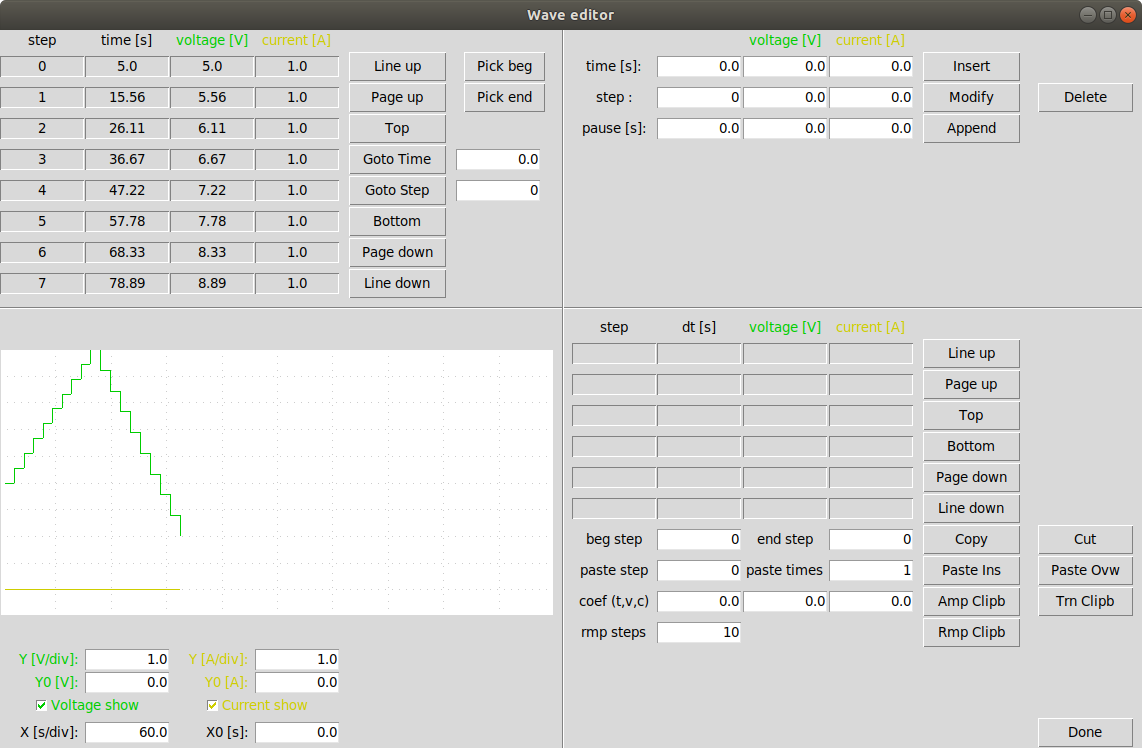 Wave editor
step time [s] voltage [V] current [A]
0 5.0 5.0 1.0 Line up Pick beg
1 15.56 5.56 1.0 Page up Pick end
2 26.11 6.11 1.0 Top
3 36.67 6.67 1.0 Goto Time 0.0
4 47.22 7.22 1.0 Goto Step 0
5 57.78 7.78 1.0 Bottom
6 68.33 8.33 1.0 Page down
7 78.89 8.89 1.0 Line down
voltage [V] current [A]
time [s]: 0.0 0.0 0.0 Insert
step : 0 0.0 0.0 Modify Delete
pause [s]: 0.0 0.0 0.0 Append
Y [V/div]: 1.0 Y [A/div]: 1.0
Y0 [V]: 0.0 Y0 [A]: 0.0
Voltage show Current show
X [s/div]: 60.0 X0 [s]: 0.0
step dt [s] voltage [V] current [A]
Line up
Page up
Top
Bottom
Page down
Line down
beg step 0 end step 0 Copy Cut
paste step 0 paste times 1 Paste Ins Paste Ovw
coef (t,v,c) 0.0 0.0 0.0 Amp Clipb Trn Clipb
rmp steps 10 Rmp Clipb
Done